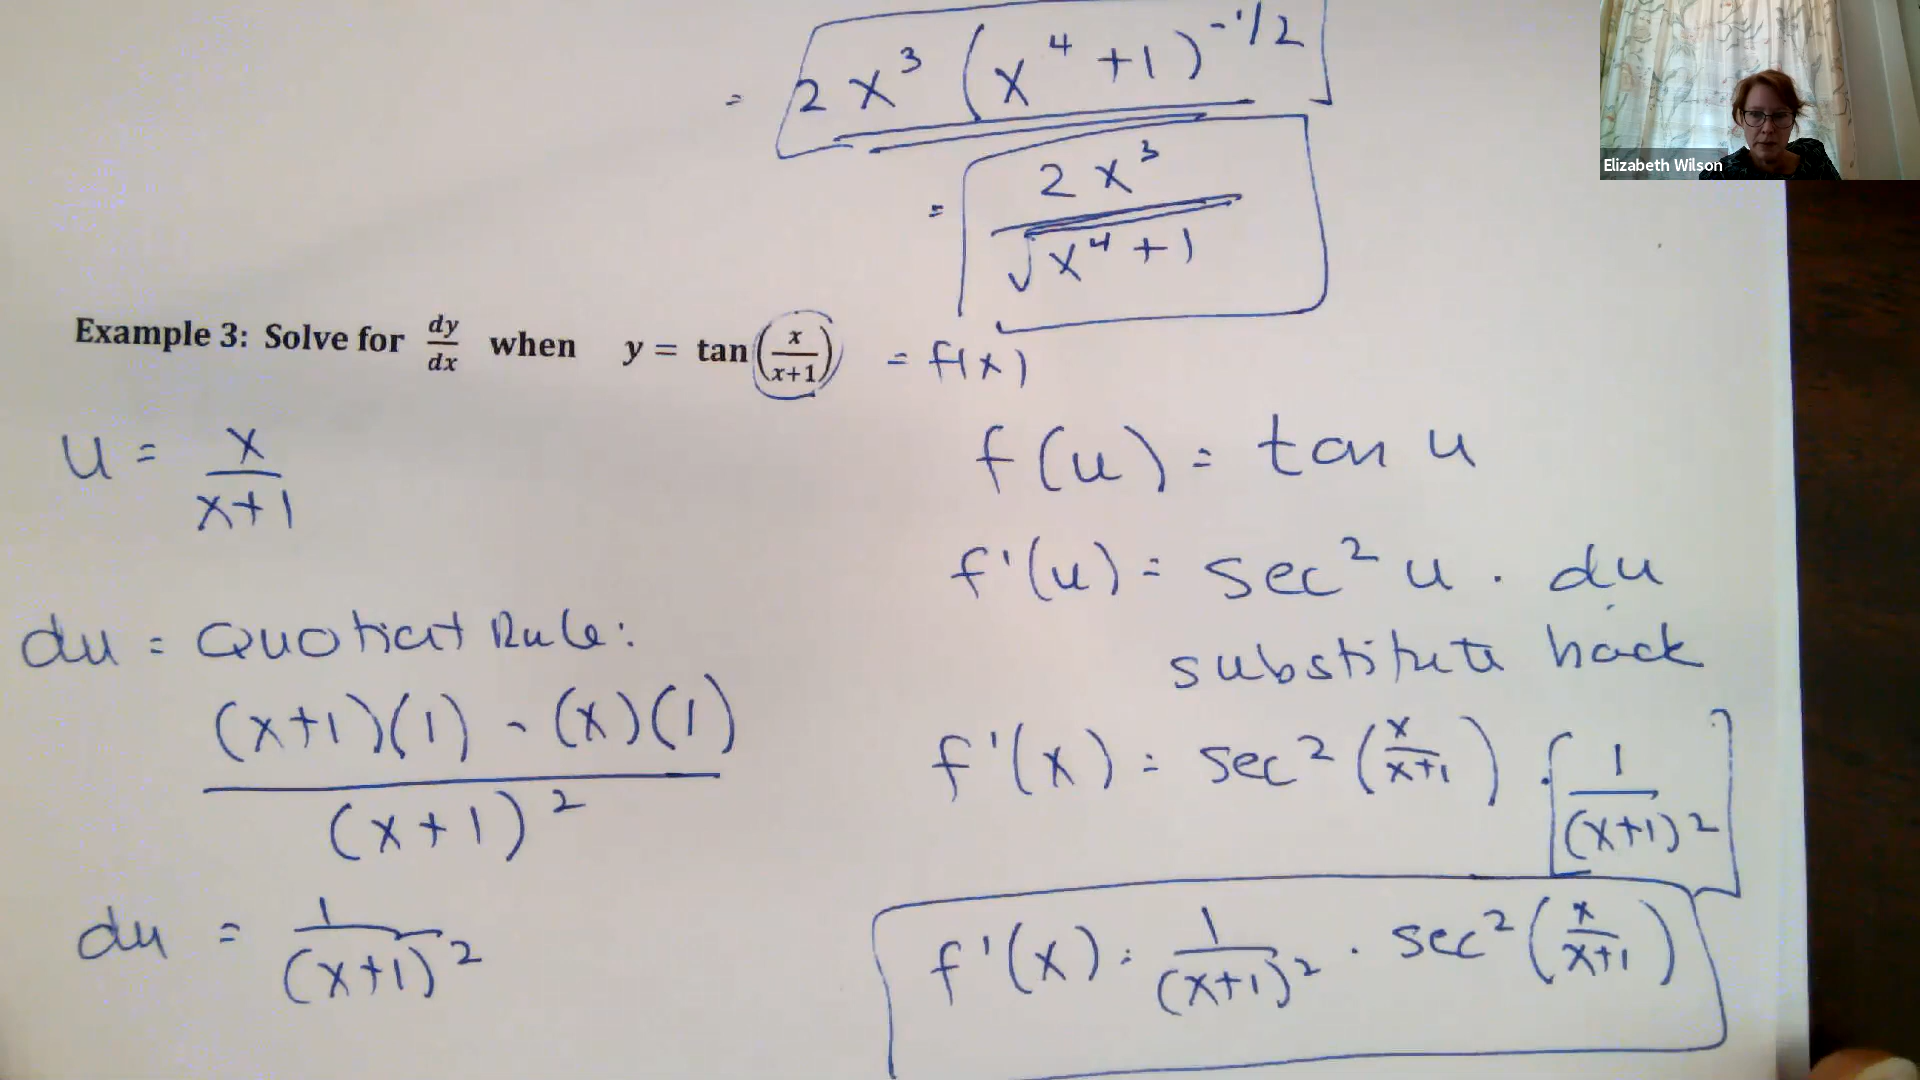 = 2x³ (x⁴ + 1)^-1/2
= 2x³ / √x⁴ + 1
Elizabeth Wilson
Example 3: Solve for dy/dx when y = tan(x/x+1) = f(x)
u = x / x+1
f(u) = tan u
f'(u) = sec² u · du
du = Quotient Rule:
substitute back
(x+1)(1) - (x)(1) / (x+1)²
f'(x) = sec² (x/x+1) · [1 / (x+1)²]
du = 1 / (x+1)²
f'(x) = 1 / (x+1)² · sec² (x/x+1)